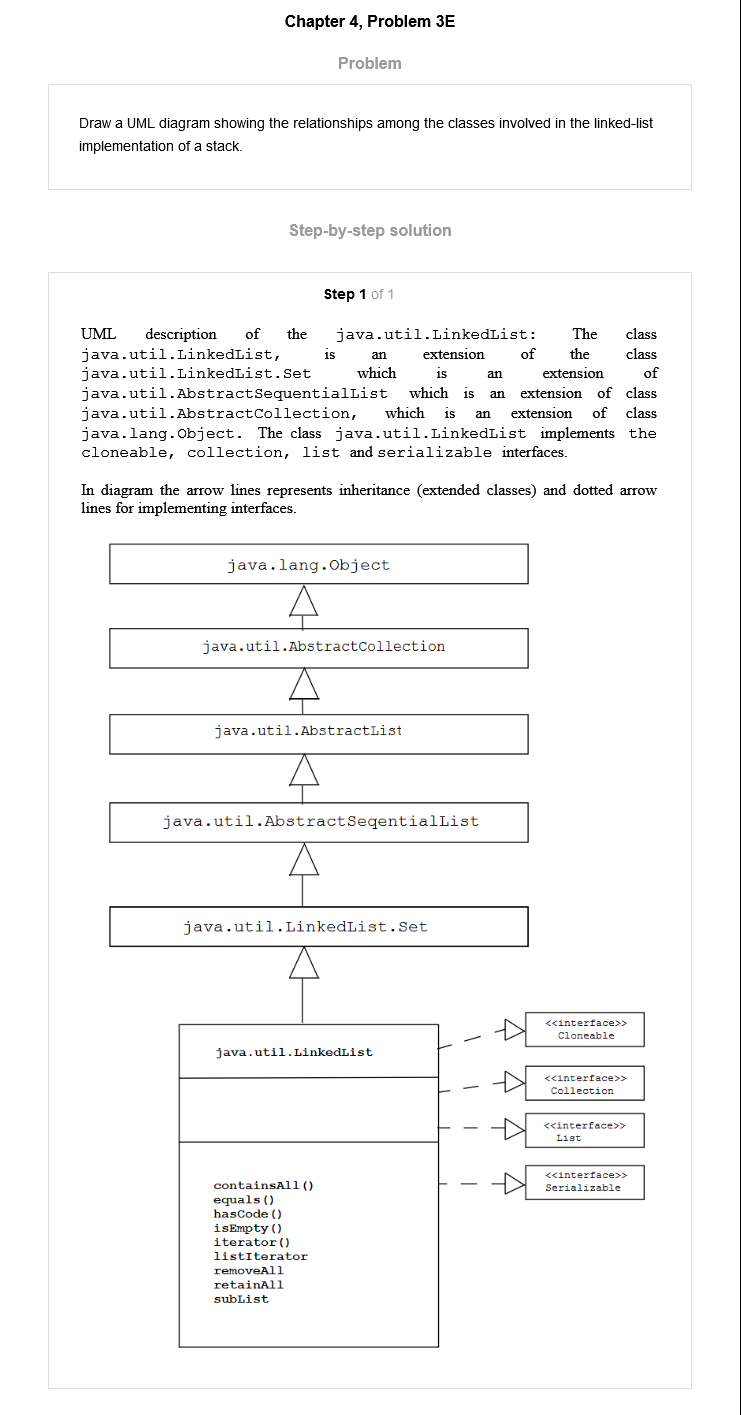 Chapter 4, Problem 3E
Problem
Draw a UML diagram showing the relationships among the classes involved in the linked-list
implementation of a stack.
Step-by-step solution
Step 1 of 1
UML description of the java.util.LinkedList: The class
java.util.LinkedList, is an extension of the class
java.util.LinkedList.Set which is an extension of
java.util.AbstractSequentialList which is an extension of class
java.util.AbstractCollection, which is an extension of class
java.lang.Object. The class java.util.LinkedList implements the
cloneable, collection, list and serializable interfaces.
In diagram the arrow lines represents inheritance (extended classes) and dotted arrow
lines for implementing interfaces.
java.lang.Object
java.util.AbstractCollection
java.util.AbstractList
java.util.AbstractSeqentialList
java.util.LinkedList.Set
java.util.LinkedList
<<interface>>
Cloneable
<<interface>>
Collection
<<interface>>
List
<<interface>>
Serializable
containsAll()
equals()
hasCode()
isEmpty()
iterator()
listIterator
removeAll
retainAll
subList